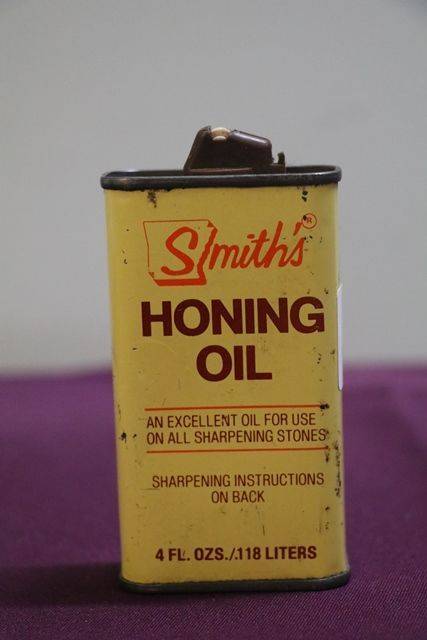 Smith's®
HONING
OIL
AN EXCELLENT OIL FOR USE
ON ALL SHARPENING STONES
SHARPENING INSTRUCTIONS
ON BACK
4 FL. OZS./.118 LITERS